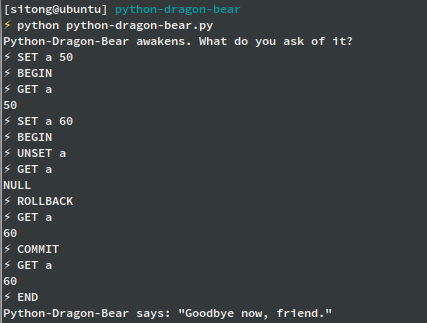 [sitong@ubuntu] python-dragon-bear
⚡ python python-dragon-bear.py
Python-Dragon-Bear awakens. What do you ask of it?
⚡ SET a 50
⚡ BEGIN
⚡ GET a
50
⚡ SET a 60
⚡ BEGIN
⚡ UNSET a
⚡ GET a
NULL
⚡ ROLLBACK
⚡ GET a
60
⚡ COMMIT
⚡ GET a
60
⚡ END
Python-Dragon-Bear says: "Goodbye now, friend."